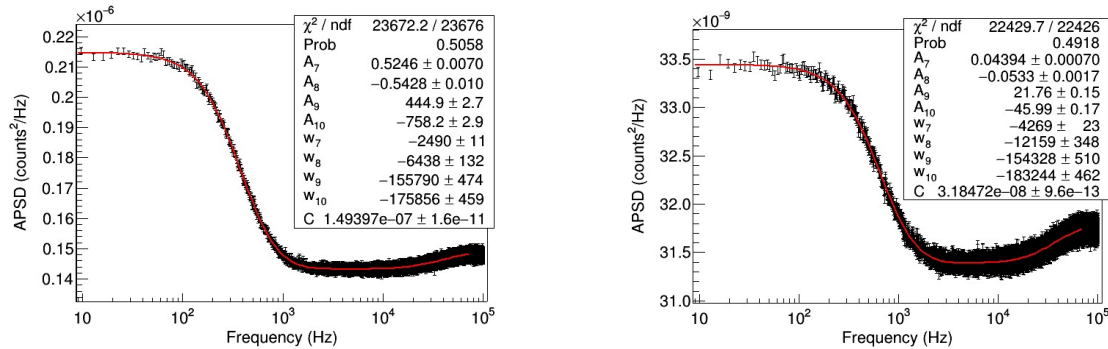 ×10⁻⁶
χ² / ndf 23672.2 / 23676
Prob 0.5058
A₇ 0.5246 ± 0.0070
A₈ −0.5428 ± 0.010
A₉ 444.9 ± 2.7
A₁₀ −758.2 ± 2.9
w₇ −2490 ± 11
w₈ −6438 ± 132
w₉ −155790 ± 474
w₁₀ −175856 ± 459
C 1.49397e−07 ± 1.6e−11
0.22
0.21
0.2
0.19
0.18
0.17
0.16
0.15
0.14
APSD (counts²/Hz)
10 10² 10³ 10⁴ 10⁵
Frequency (Hz)
×10⁻⁹
χ² / ndf 22429.7 / 22426
Prob 0.4918
A₇ 0.04394 ± 0.00070
A₈ −0.0533 ± 0.0017
A₉ 21.76 ± 0.15
A₁₀ −45.99 ± 0.17
w₇ −4269 ± 23
w₈ −12159 ± 348
w₉ −154328 ± 510
w₁₀ −183244 ± 462
C 3.18472e−08 ± 9.6e−13
33.5
33.0
32.5
32.0
31.5
31.0
APSD (counts²/Hz)
10 10² 10³ 10⁴ 10⁵
Frequency (Hz)